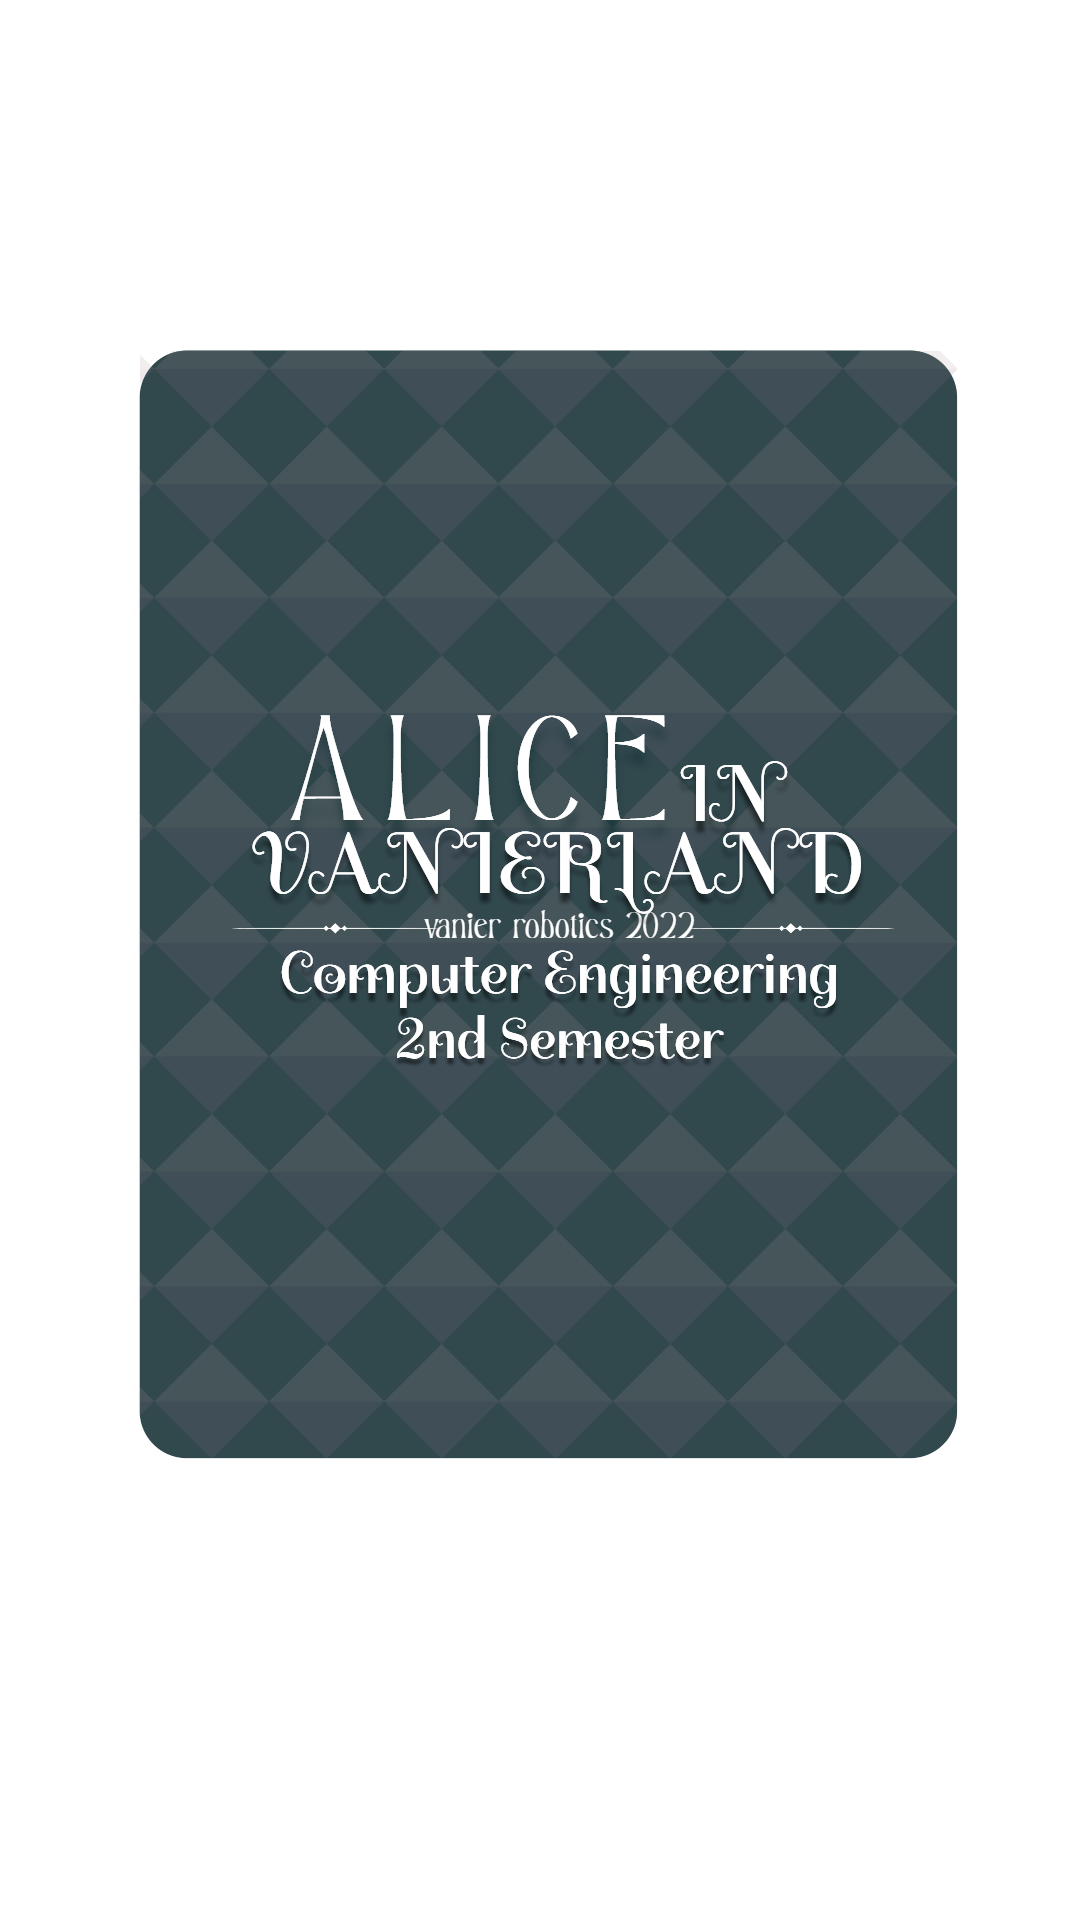 ALICE IN
VANIERLAND
vanier robotics 2022
Computer Engineering
2nd Semester